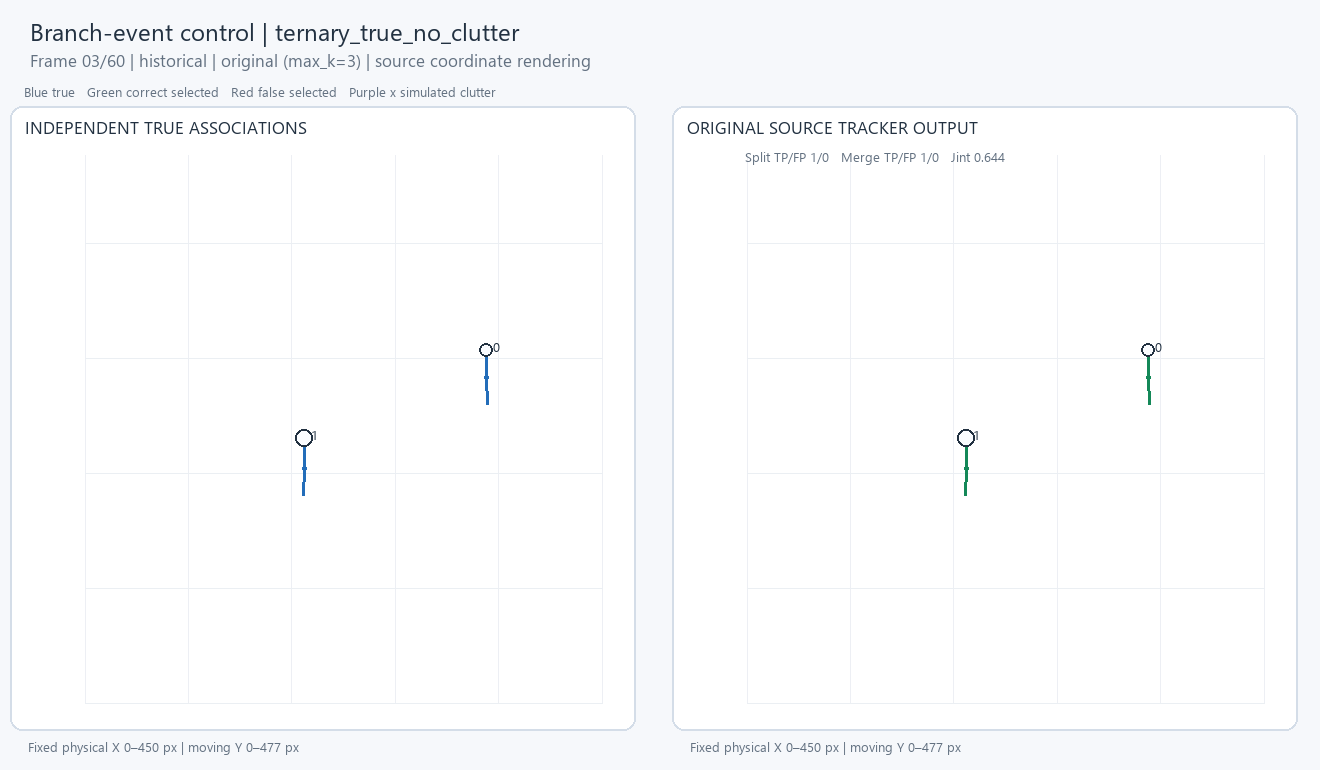 Branch-event control | ternary_true_no_clutter
Frame 03/60 | historical | original (max_k=3) | source coordinate rendering
Blue true   Green correct selected   Red false selected   Purple x simulated clutter
INDEPENDENT TRUE ASSOCIATIONS
0
1
Fixed physical X 0–450 px | moving Y 0–477 px
ORIGINAL SOURCE TRACKER OUTPUT
Split TP/FP 1/0   Merge TP/FP 1/0   Jint 0.644
0
1
Fixed physical X 0–450 px | moving Y 0–477 px